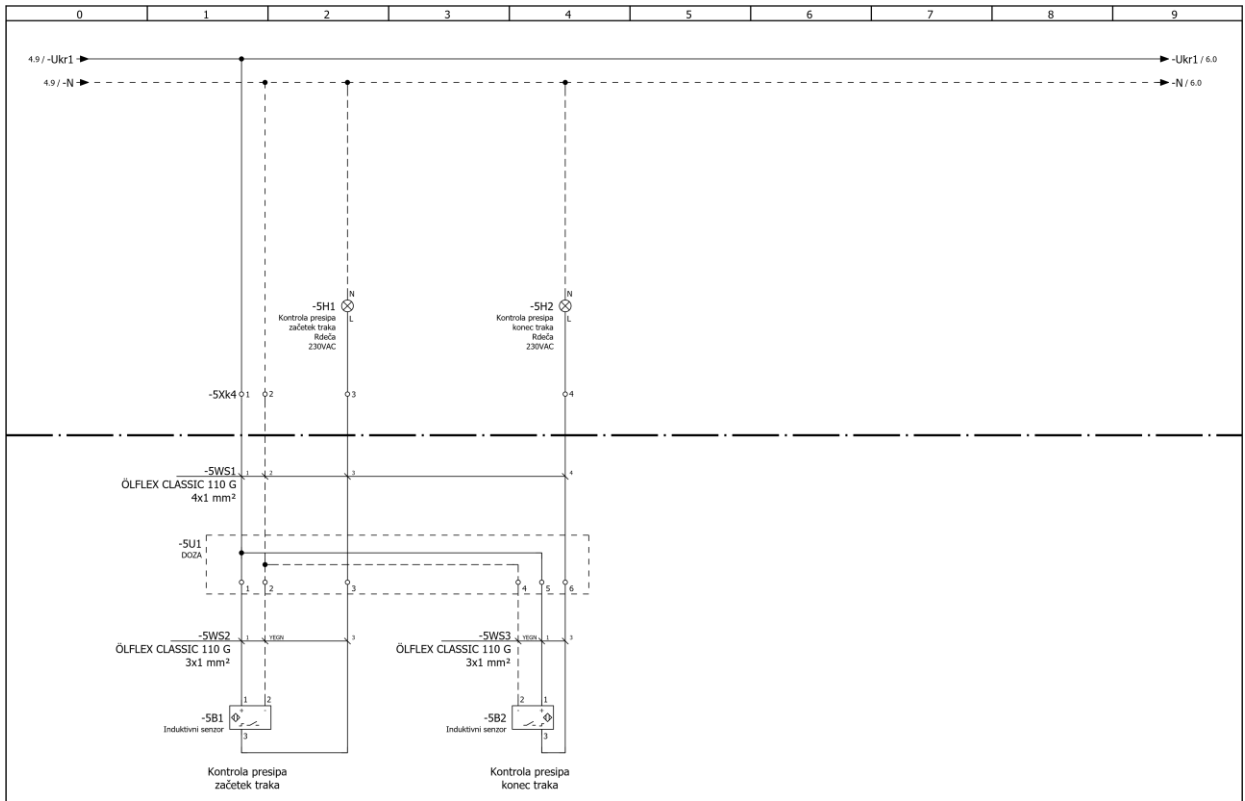 0 1 2 3 4 5 6 7 8 9
4.9 / -Ukr1 -Ukr1 / 6.0
4.9 / -N -N / 6.0
N N
-5H1 -5H2
L L
Kontrola presipa Kontrola presipa
začetek traka konec traka
Rdeča Rdeča
230VAC 230VAC
-5Xk4 1 2 3 4
-5WS1 1 2 3 4
ÖLFLEX CLASSIC 110 G
4x1 mm²
-5U1
DOZA
1 2 3 4 5 6
-5WS2 1 YEGN 3 -5WS3 YEGN 1 3
ÖLFLEX CLASSIC 110 G ÖLFLEX CLASSIC 110 G
3x1 mm² 3x1 mm²
1 2 2 1
+ - - +
-5B1 -5B2
Induktivni senzor Induktivni senzor
3 3
Kontrola presipa Kontrola presipa
začetek traka konec traka